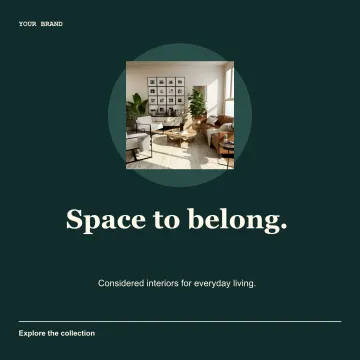 YOUR BRAND
Space to belong.
Considered interiors for everyday living.
Explore the collection